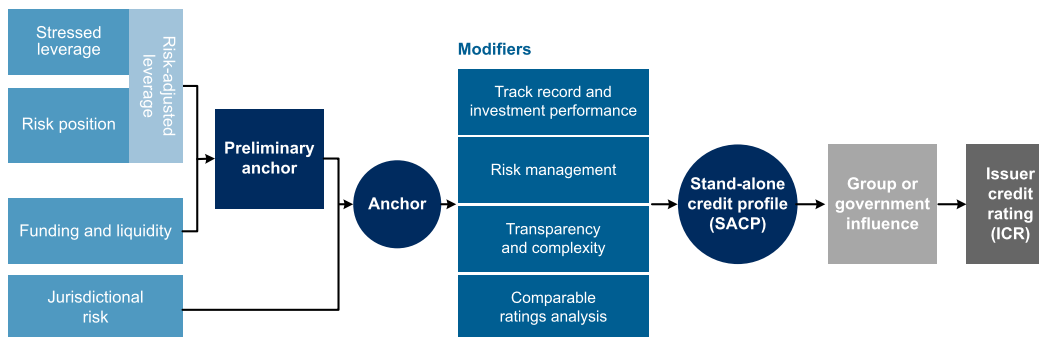 Stressed
leverage
Risk-adjusted
leverage
Risk position
Funding and liquidity
Jurisdictional
risk
Preliminary
anchor
Anchor
Modifiers
Track record and
investment performance
Risk management
Transparency
and complexity
Comparable
ratings analysis
Stand-alone
credit profile
(SACP)
Group or
government
influence
Issuer
credit
rating
(ICR)